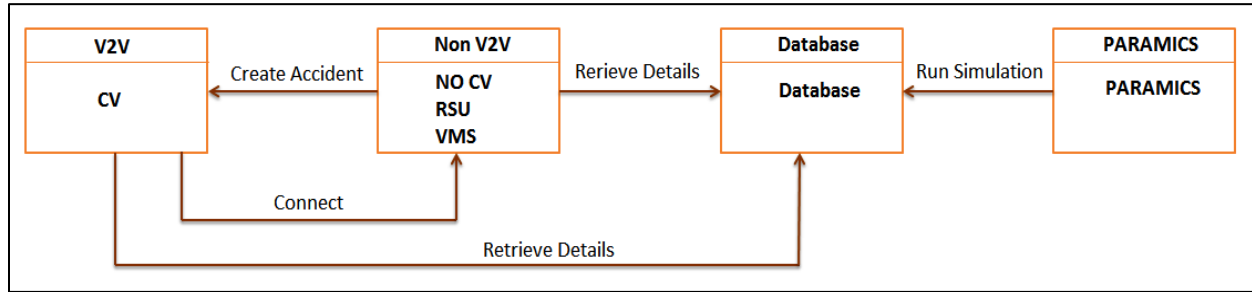 V2V
CV
Create Accident
Non V2V
NO CV
RSU
VMS
Rerieve Details
Database
Database
Run Simulation
PARAMICS
PARAMICS
Connect
Retrieve Details